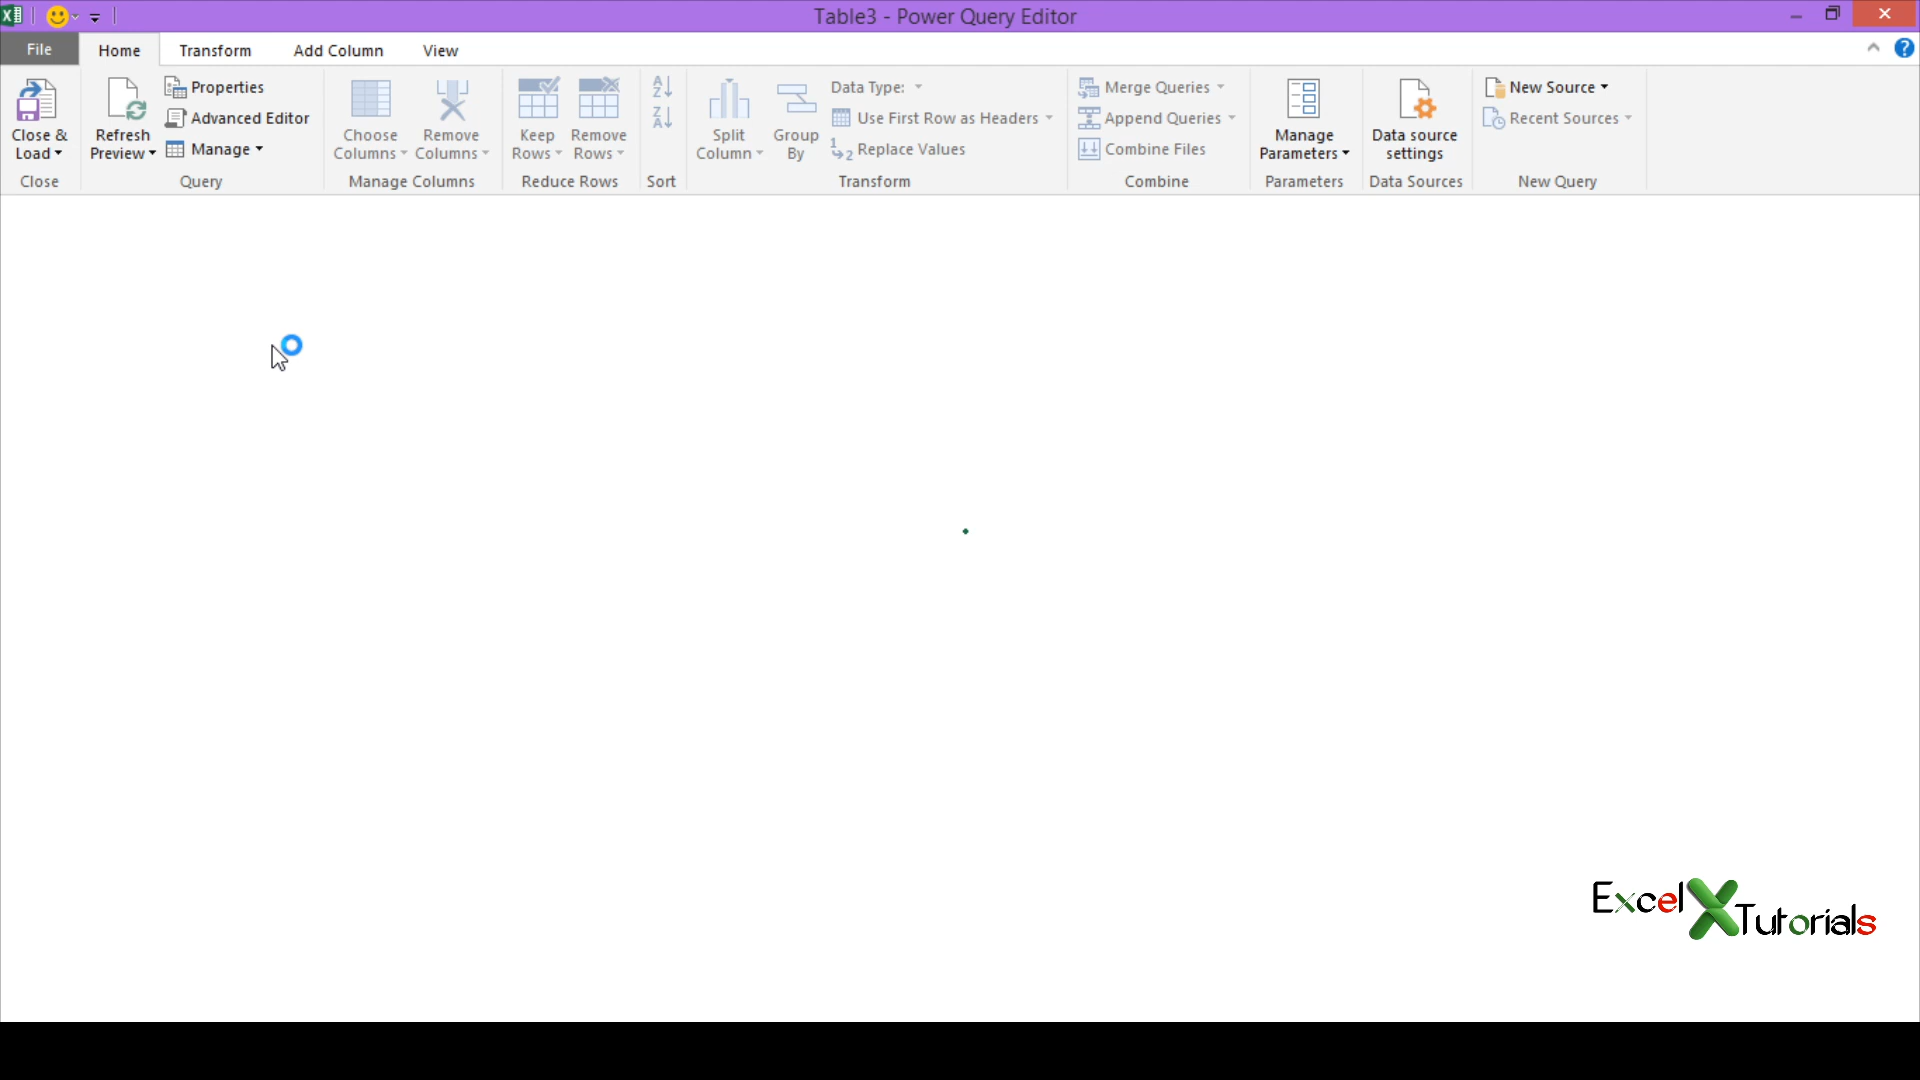 Table3 - Power Query Editor
File
Home
Transform
Add Column
View
Close & Load
Close
Refresh Preview
Properties
Advanced Editor
Manage
Query
Choose Columns
Remove Columns
Manage Columns
Keep Rows
Remove Rows
Reduce Rows
Sort
Split Column
Group By
Data Type:
Use First Row as Headers
Replace Values
Transform
Merge Queries
Append Queries
Combine Files
Combine
Manage Parameters
Parameters
Data source settings
Data Sources
New Source
Recent Sources
New Query
Excel X Tutorials